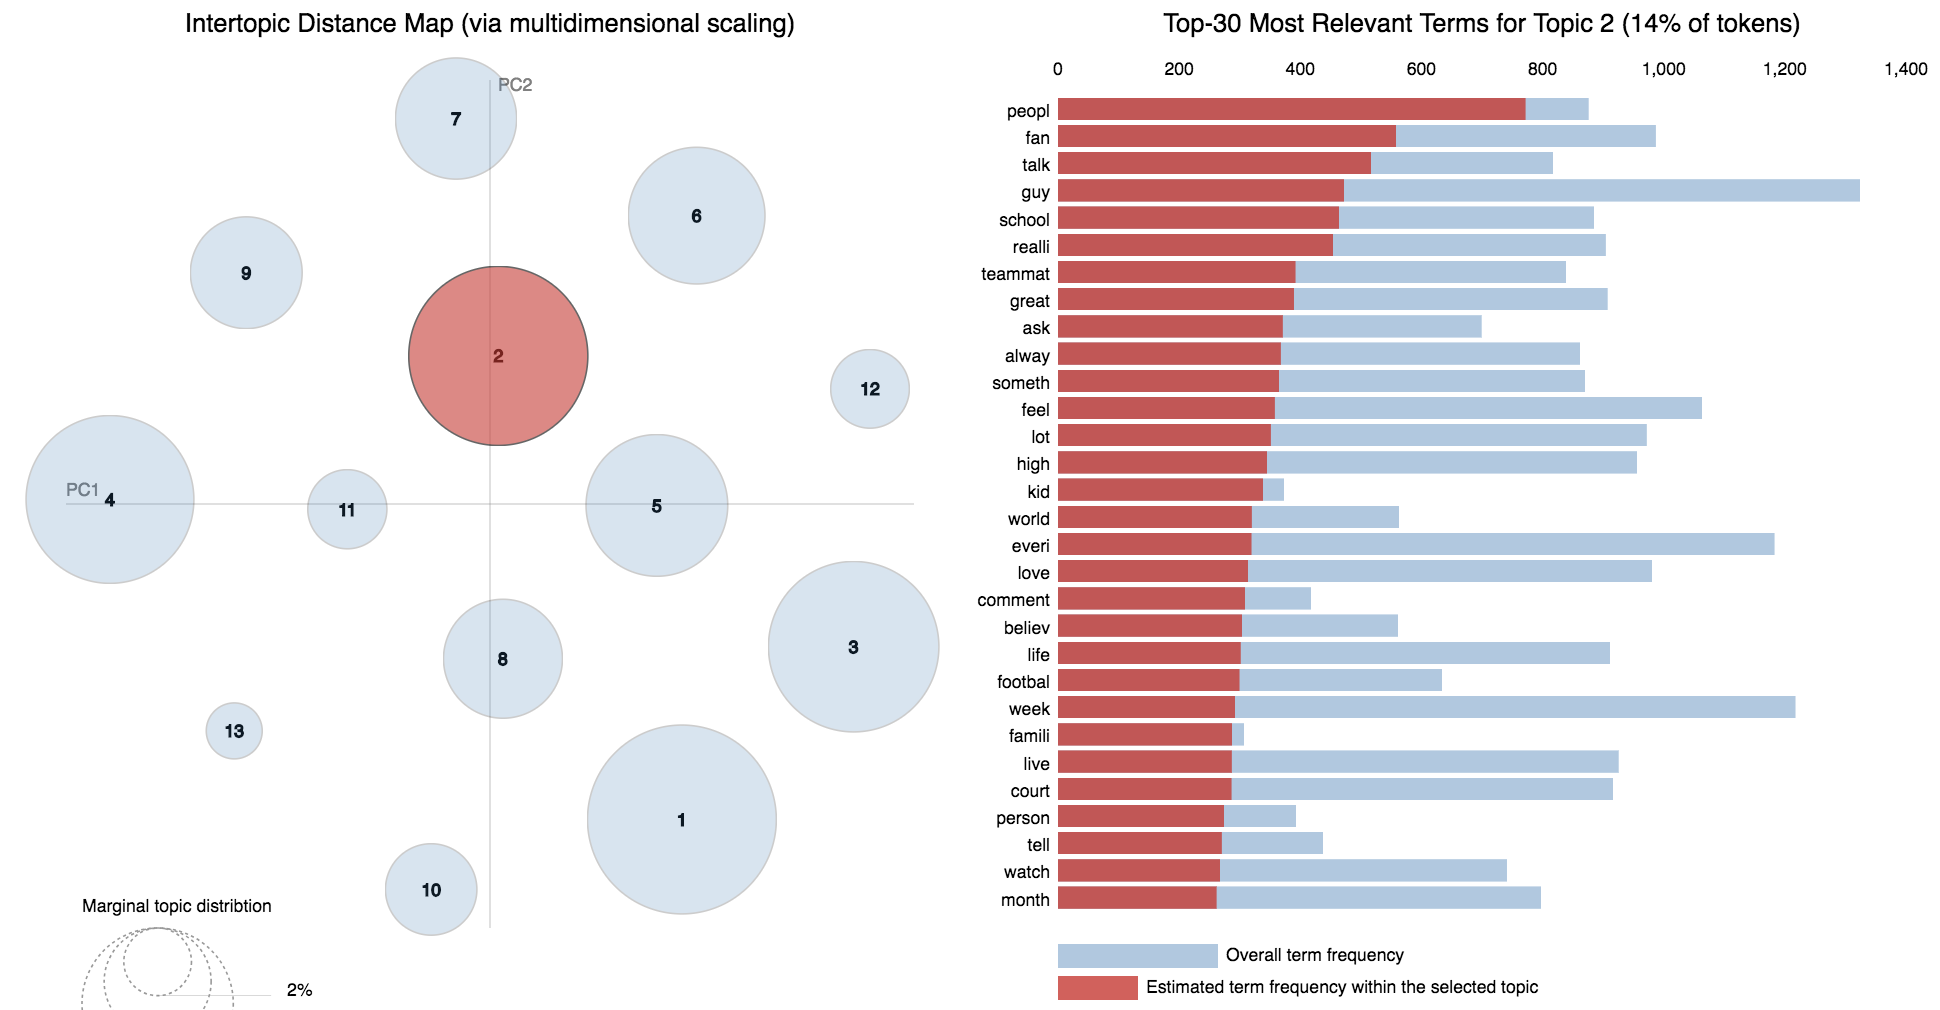 Intertopic Distance Map (via multidimensional scaling)
PC2
7
6
9
2
12
PC1
4
11
5
3
8
13
1
10
Marginal topic distribtion
2%
Top-30 Most Relevant Terms for Topic 2 (14% of tokens)
0 200 400 600 800 1,000 1,200 1,400
peopl
fan
talk
guy
school
realli
teammat
great
ask
alway
someth
feel
lot
high
kid
world
everi
love
comment
believ
life
footbal
week
famili
live
court
person
tell
watch
month
Overall term frequency
Estimated term frequency within the selected topic